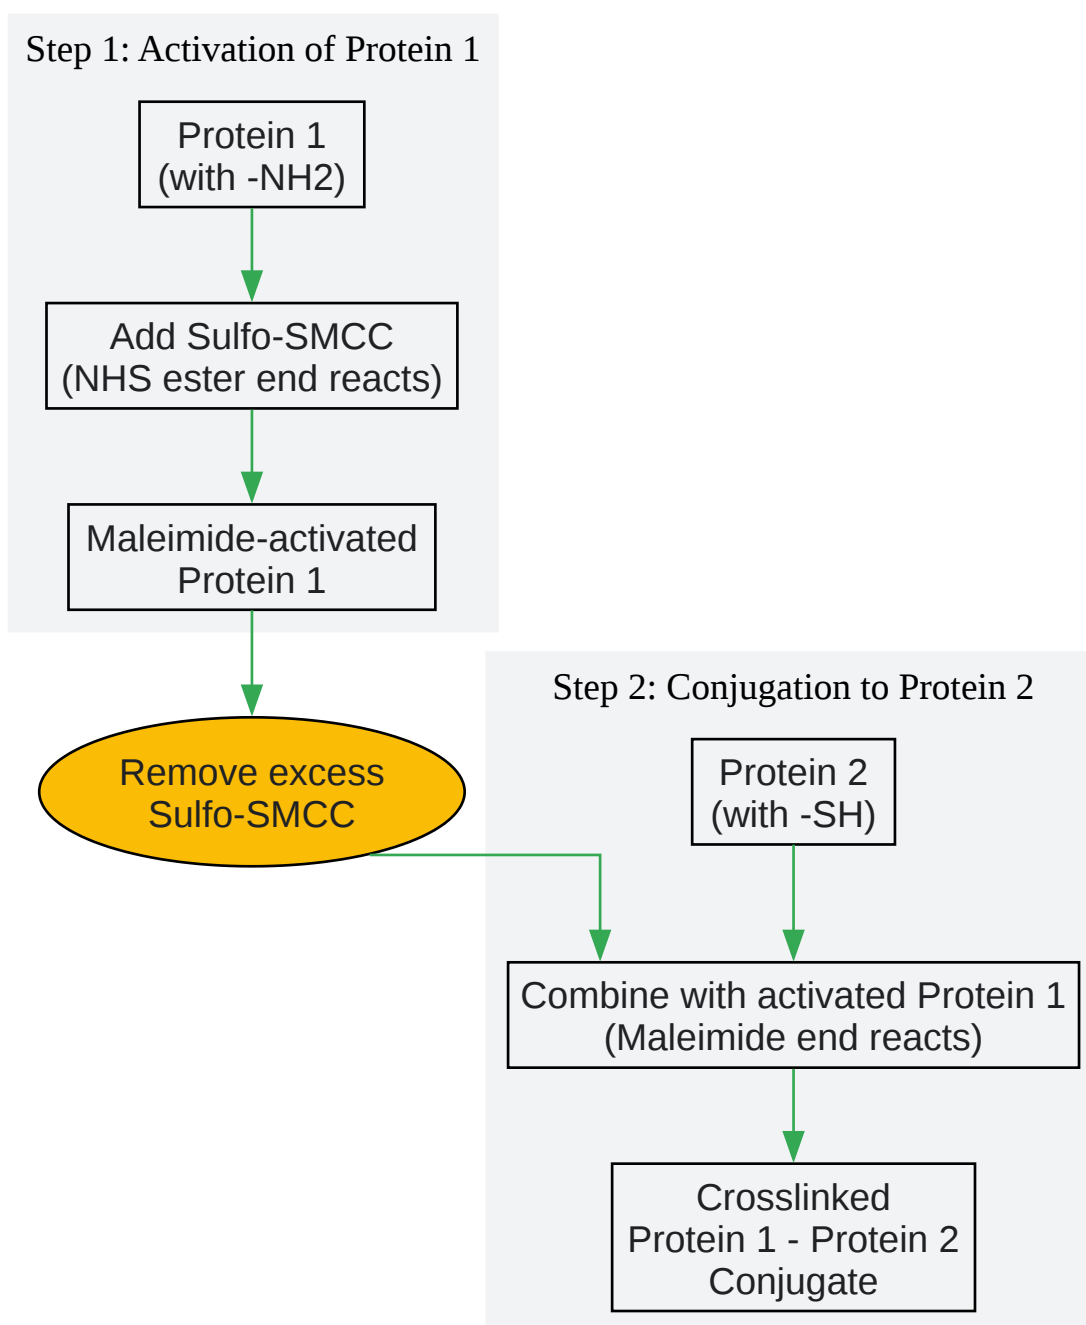 Step 1: Activation of Protein 1
Protein 1
(with -NH2)
Add Sulfo-SMCC
(NHS ester end reacts)
Maleimide-activated
Protein 1
Remove excess
Sulfo-SMCC
Step 2: Conjugation to Protein 2
Protein 2
(with -SH)
Combine with activated Protein 1
(Maleimide end reacts)
Crosslinked
Protein 1 - Protein 2
Conjugate